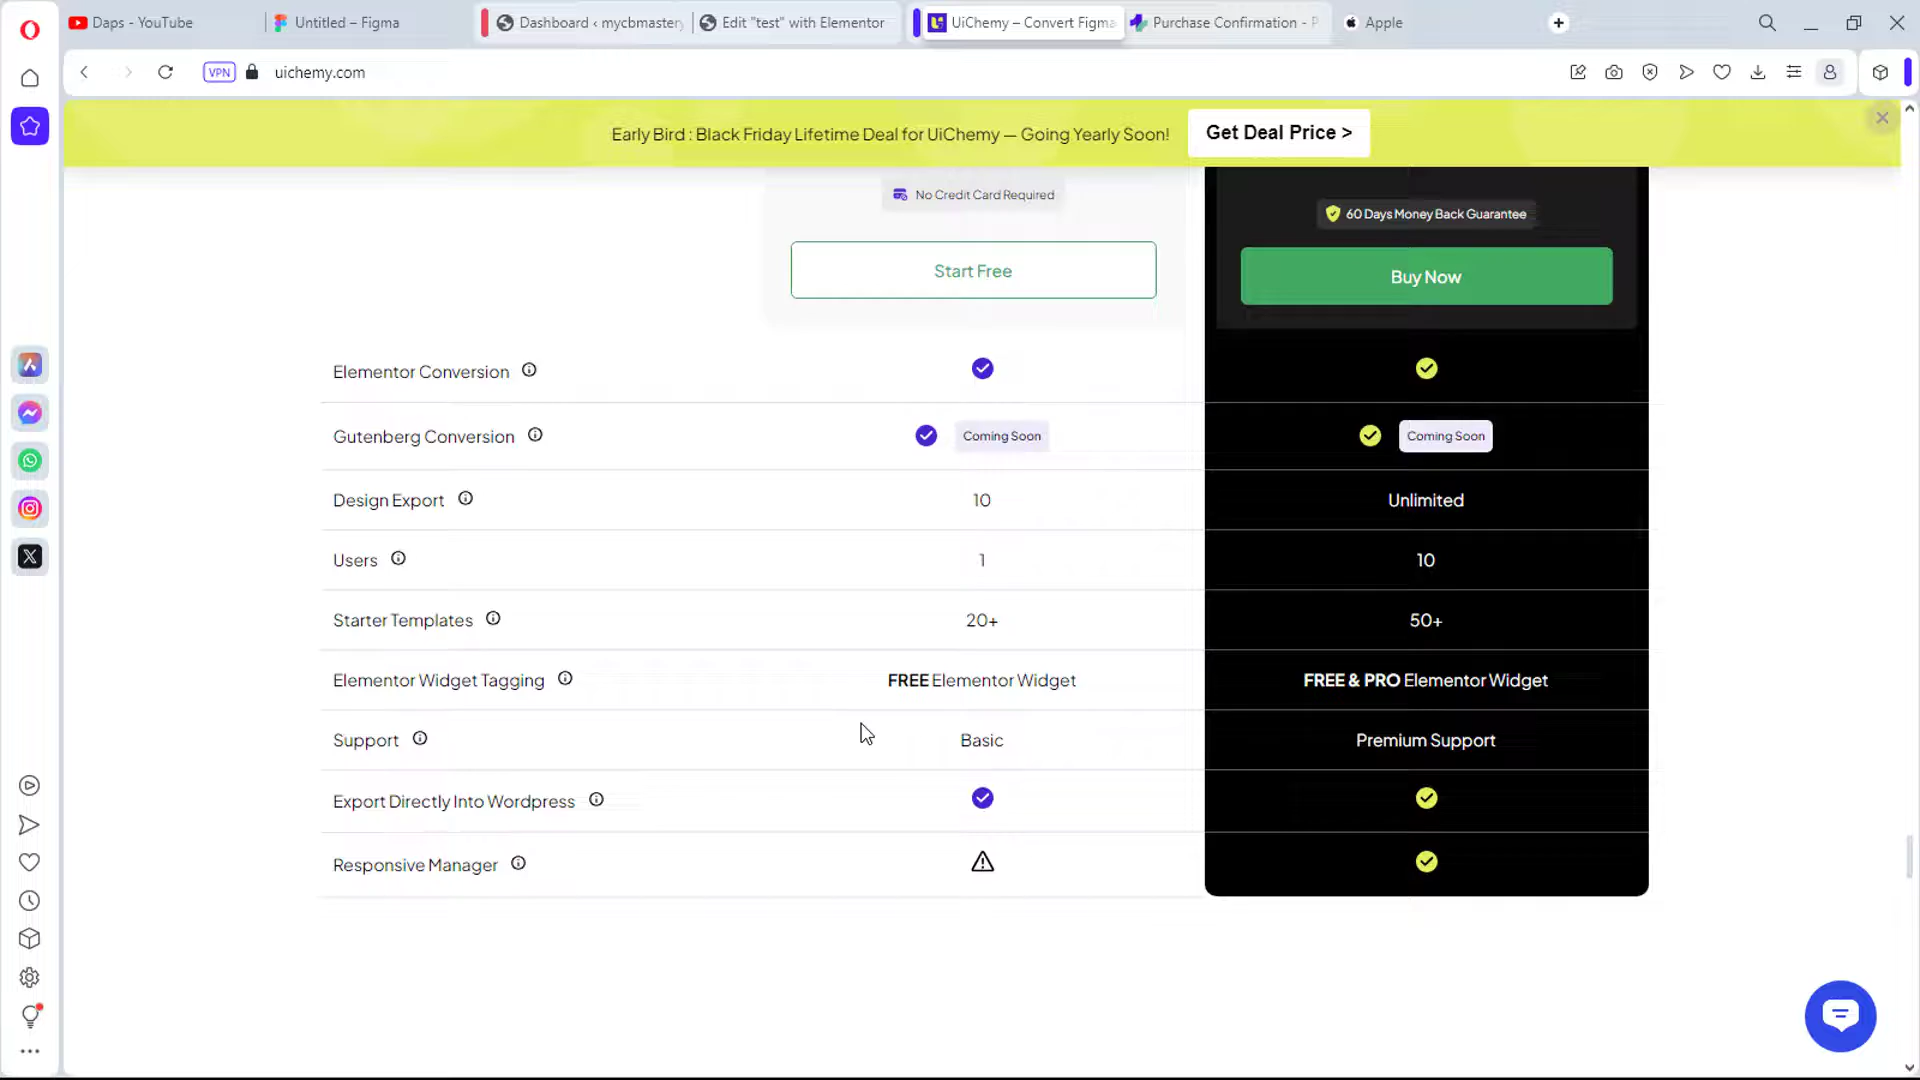 Daps - YouTube
Untitled – Figma
Dashboard ‹ mycbmastery
Edit "test" with Elementor
UiChemy – Convert Figma
Purchase Confirmation - P
Apple
VPN
uichemy.com
Early Bird : Black Friday Lifetime Deal for UiChemy — Going Yearly Soon!
Get Deal Price >
No Credit Card Required
60 Days Money Back Guarantee
Start Free
Buy Now
Elementor Conversion
Gutenberg Conversion Coming Soon Coming Soon
Design Export 10 Unlimited
Users 1 10
Starter Templates 20+ 50+
Elementor Widget Tagging FREE Elementor Widget FREE & PRO Elementor Widget
Support Basic Premium Support
Export Directly Into Wordpress
Responsive Manager